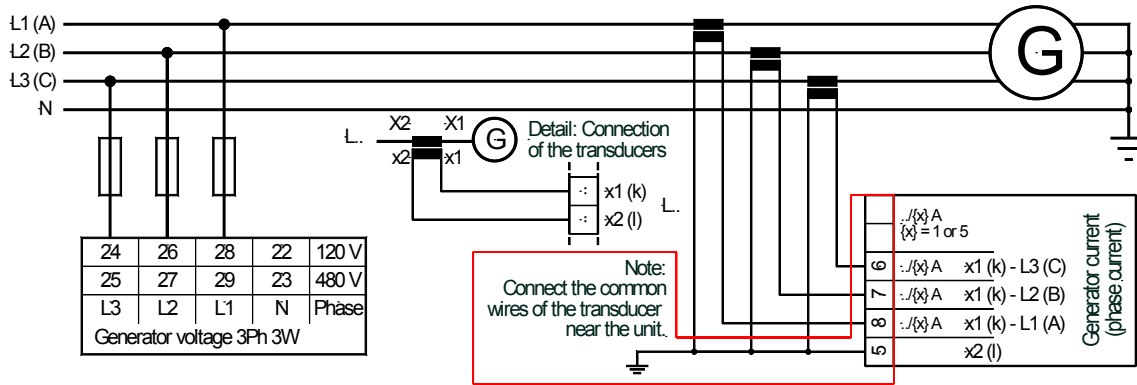 L1 (A)
L2 (B)
L3 (C)
N
G
X2 X1
L..
G
x2 x1
Detail: Connection
of the transducers
x1 (k)
x2 (l)
L..
24 26 28 22 120 V
25 27 29 23 480 V
L3 L2 L1 N Phase
Generator voltage 3Ph 3W
Note:
Connect the common
wires of the transducer
near the unit.
../{x} A
{x} = 1 or 5
6 ../{x} A x1 (k) - L3 (C)
7 ../{x} A x1 (k) - L2 (B)
8 ../{x} A x1 (k) - L1 (A)
5 x2 (l)
Generator current
(phase current)